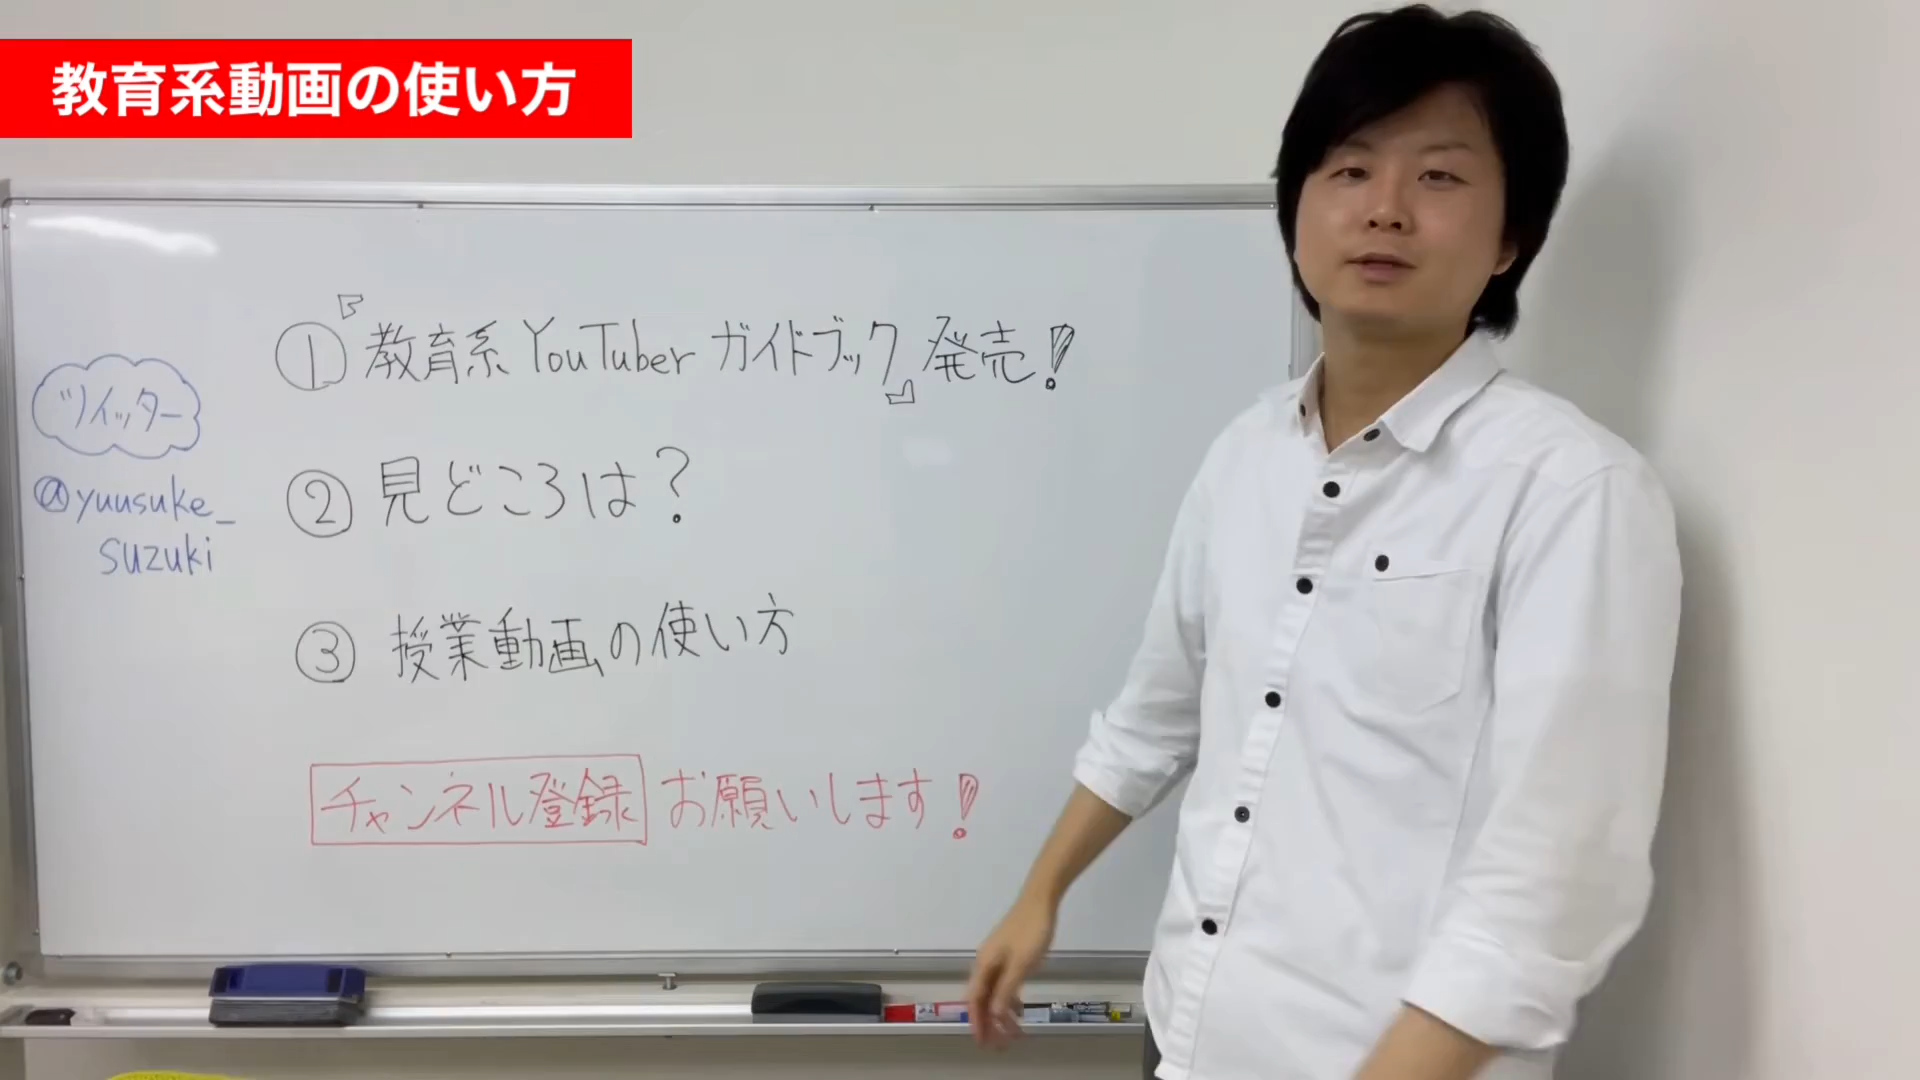 教育系動画の使い方
①『教育系YouTuberガイドブック』発売!
ツイッター
@yuusuke_
suzuki
②見どころは?
③授業動画の使い方
チャンネル登録お願いします!